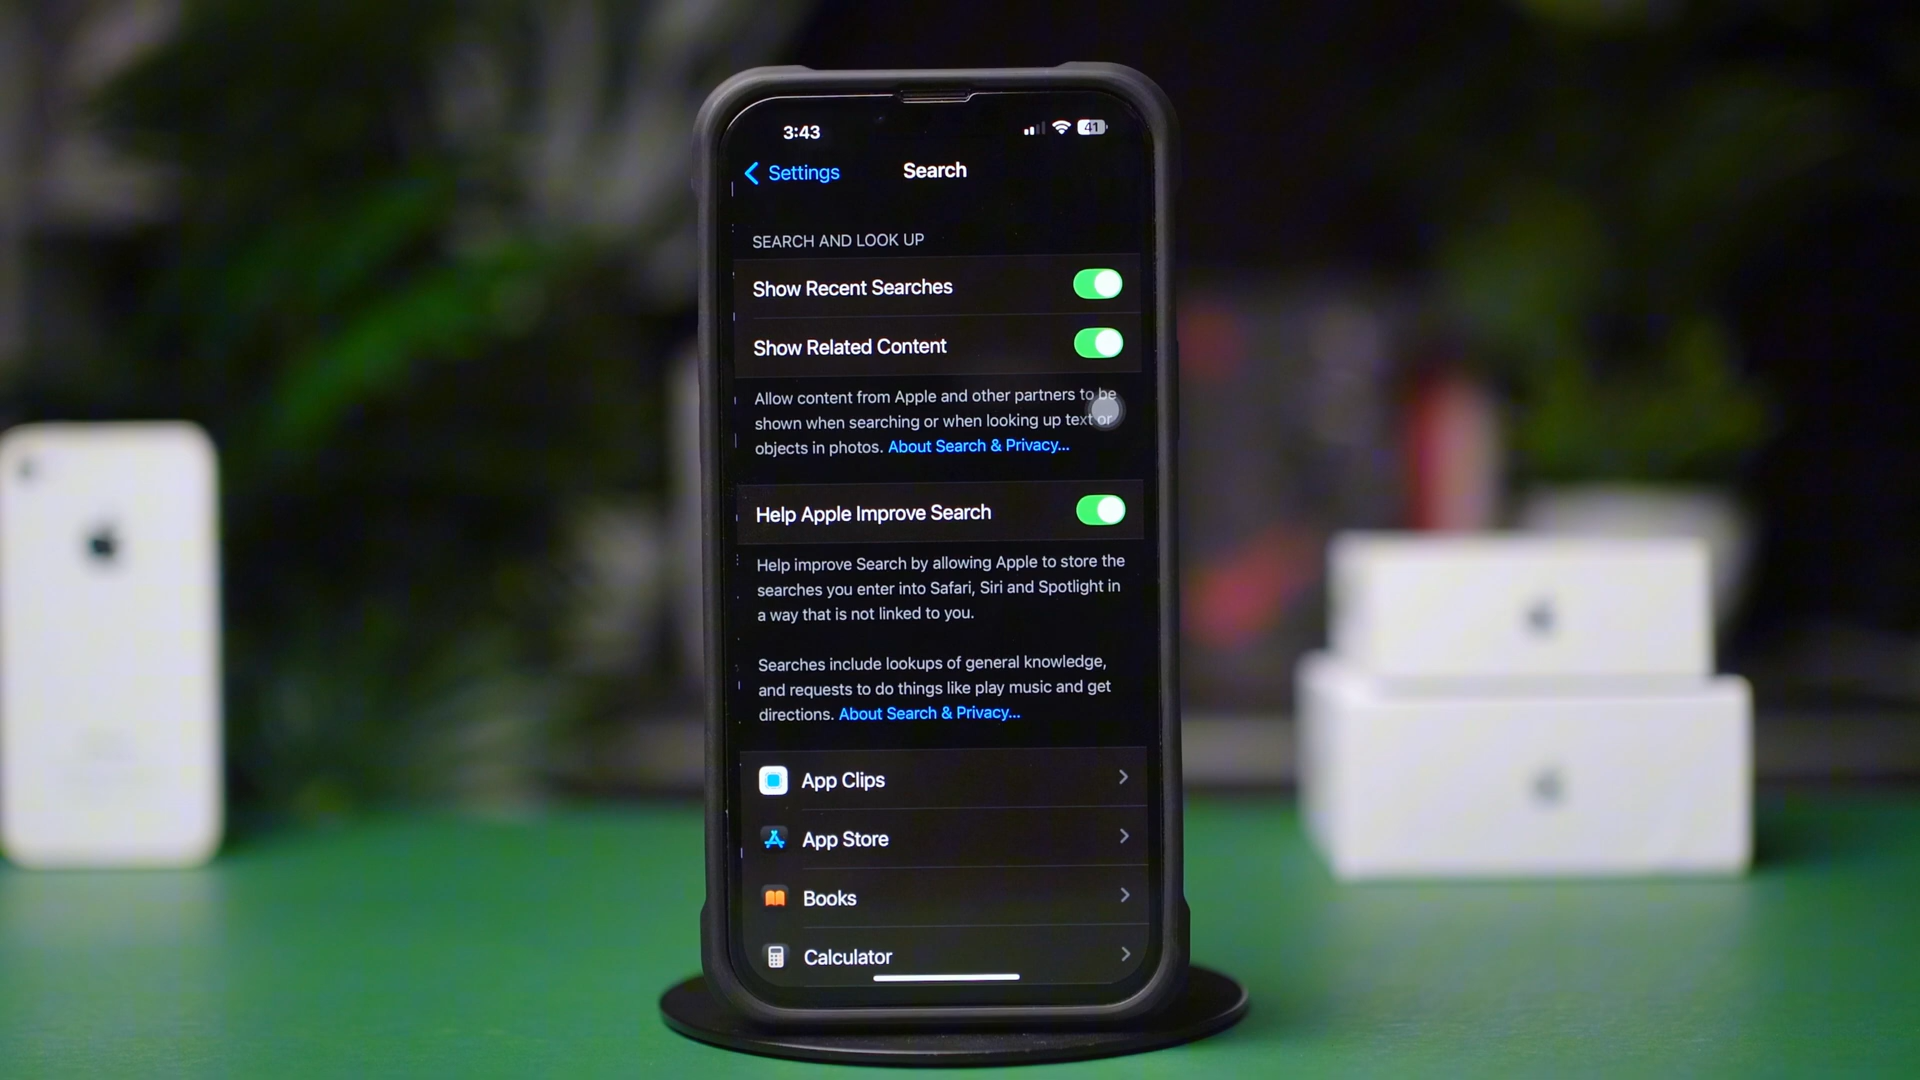 3:43
41
Settings
Search
SEARCH AND LOOK UP
Show Recent Searches
Show Related Content
Allow content from Apple and other partners to be
shown when searching or when looking up text or
objects in photos. About Search & Privacy...
Help Apple Improve Search
Help improve Search by allowing Apple to store the
searches you enter into Safari, Siri and Spotlight in
a way that is not linked to you.
Searches include lookups of general knowledge,
and requests to do things like play music and get
directions. About Search & Privacy...
App Clips
App Store
Books
Calculator